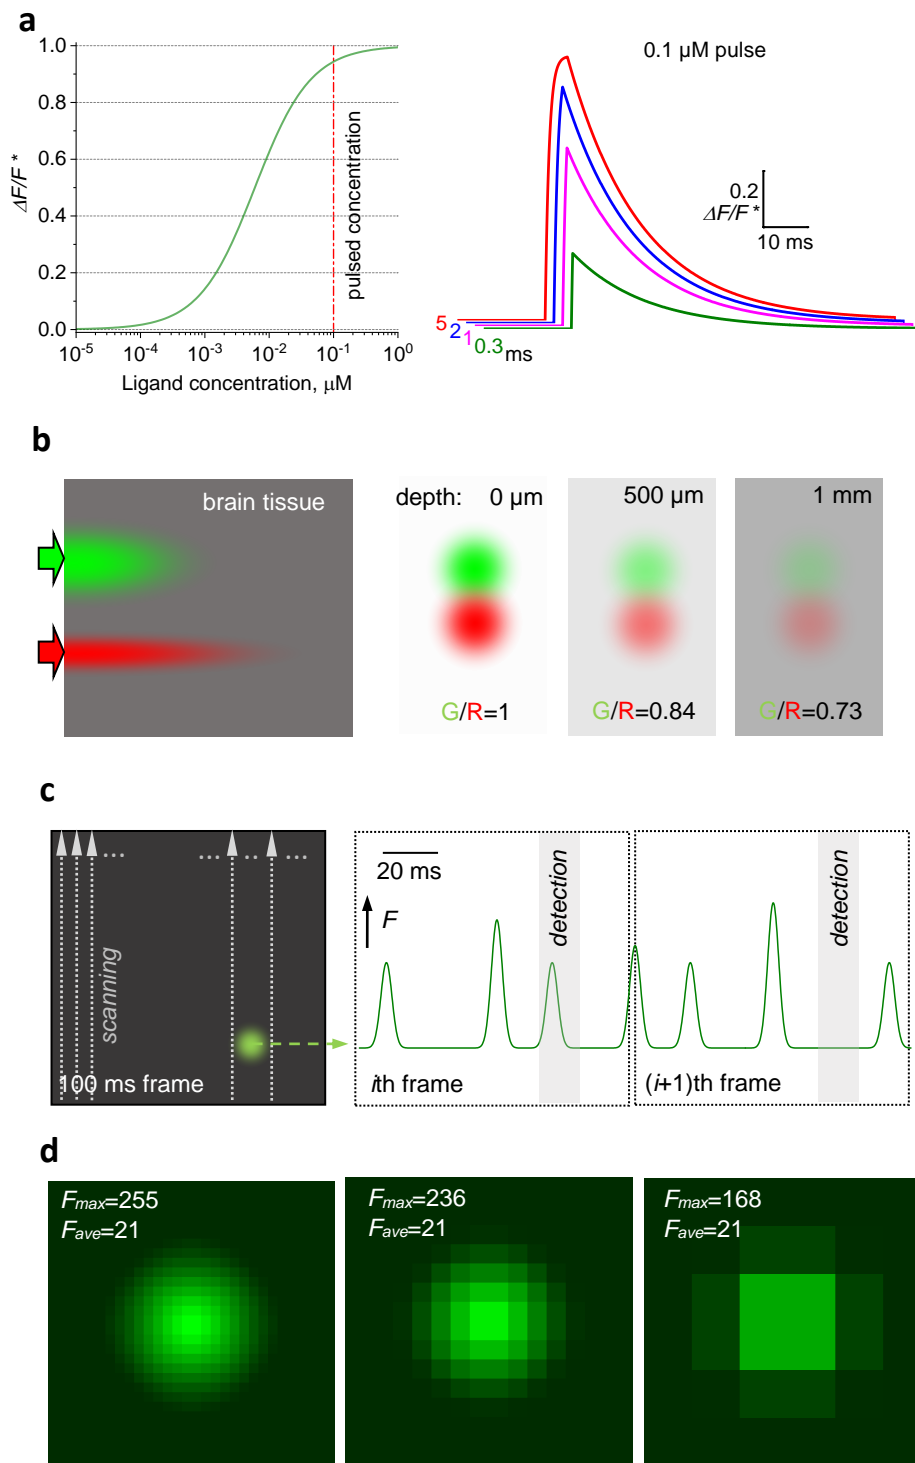 a
1.0
0.8
0.6
0.4
0.2
0.0
ΔF/F *
10⁻⁵
10⁻⁴
10⁻³
10⁻²
10⁻¹
10⁰
Ligand concentration, μM
pulsed concentration
0.1 μM pulse
0.2
ΔF/F *
10 ms
5
2
1
0.3 ms
b
brain tissue
depth: 0 μm
500 μm
1 mm
G/R=1
G/R=0.84
G/R=0.73
c
... ... .. ...
scanning
100 ms frame
20 ms
F
detection
detection
ith frame
(i+1)th frame
d
Fmax=255
Fave=21
Fmax=236
Fave=21
Fmax=168
Fave=21